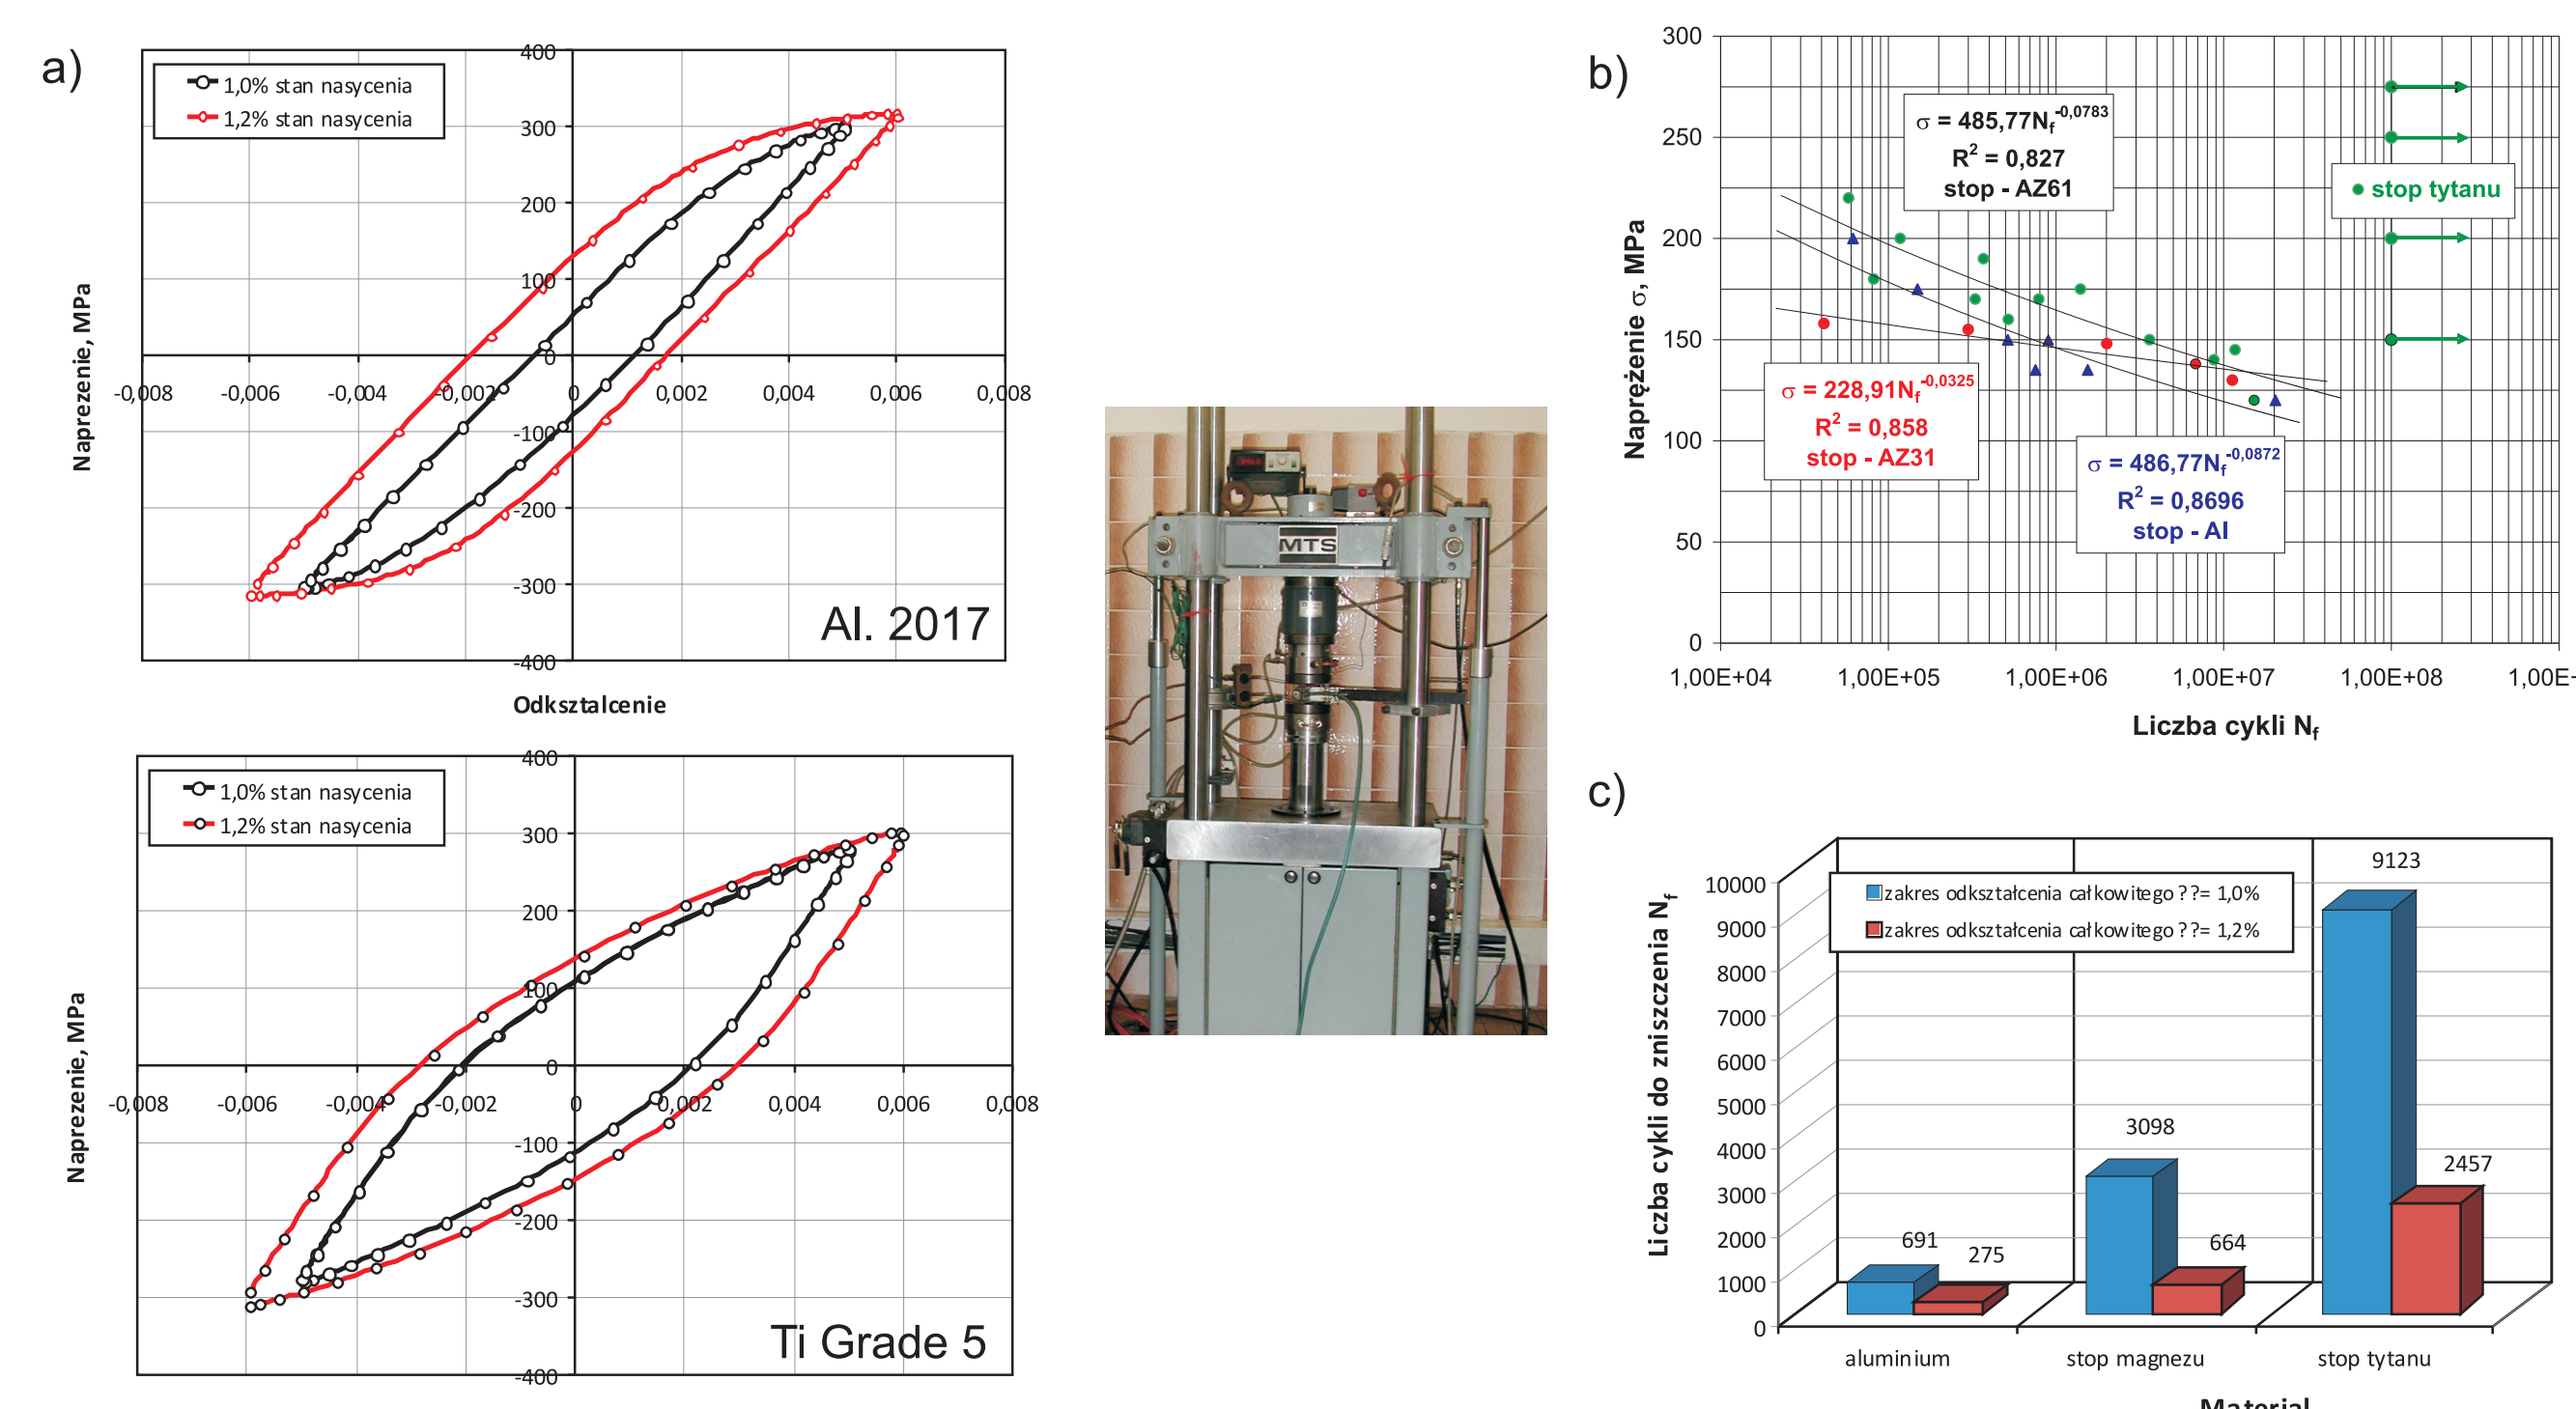 a)
400
1,0% stan nasycenia
1,2% stan nasycenia
300
200
100
0
-0,008 -0,006 -0,004 -0,002 0 0,002 0,004 0,006 0,008
-100
-200
-300
-400
Naprezenie, MPa
Al. 2017
Odksztalcenie
400
1,0% stan nasycenia
1,2% stan nasycenia
300
200
100
0
-0,008 -0,006 -0,004 -0,002 0 0,002 0,004 0,006 0,008
-100
-200
-300
-400
Naprezenie, MPa
Ti Grade 5
MTS
b)
300
250
200
150
100
50
0
Naprężenie σ, MPa
σ = 485,77Nf-0,0783
R2 = 0,827
stop - AZ61
stop tytanu
σ = 228,91Nf-0,0325
R2 = 0,858
stop - AZ31
σ = 486,77Nf-0,0872
R2 = 0,8696
stop - Al
1,00E+04 1,00E+05 1,00E+06 1,00E+07 1,00E+08 1,00E-
Liczba cykli Nf
c)
10000
9000
8000
7000
6000
5000
4000
3000
2000
1000
0
Liczba cykli do zniszczenia Nf
zakres odkształcenia całkowitego ??= 1,0%
zakres odkształcenia całkowitego ??= 1,2%
691
275
3098
664
9123
2457
aluminium stop magnezu stop tytanu
Material